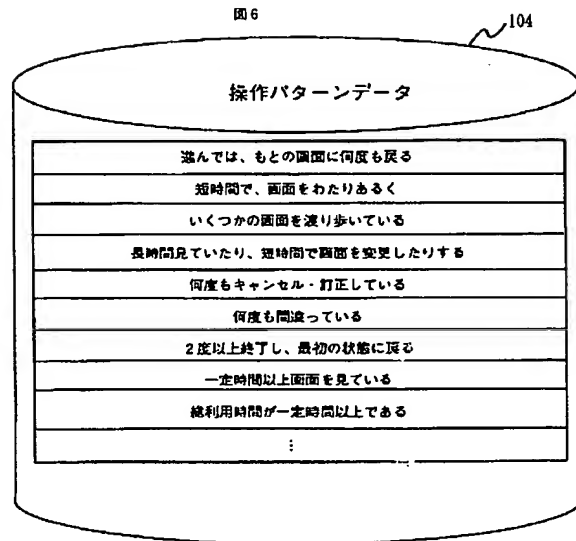 図6
104
操作パターンデータ
進んでは、もとの画面に何度も戻る
短時間で、画面をわたりあるく
いくつかの画面を渡り歩いている
長時間見ていたり、短時間で画面を変更したりする
何度もキャンセル・訂正している
何度も間違っている
2度以上終了し、最初の状態に戻る
一定時間以上画面を見ている
総利用時間が一定時間以上である
⋮